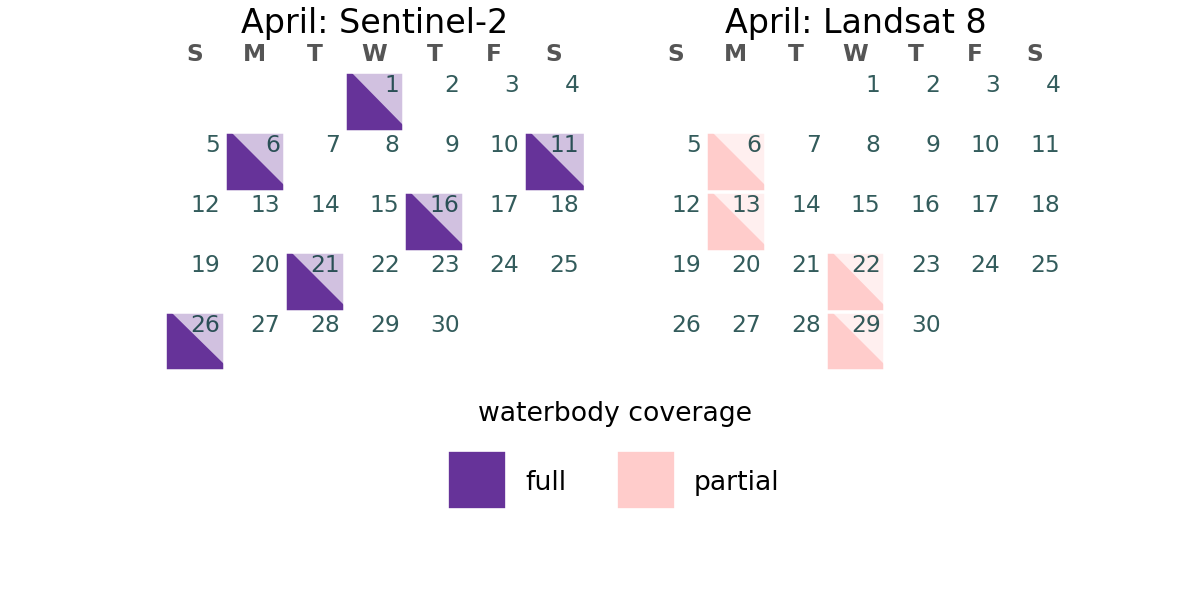 April: Sentinel-2
S M T W T F S
1 2 3 4
5 6 7 8 9 10 11
12 13 14 15 16 17 18
19 20 21 22 23 24 25
26 27 28 29 30
April: Landsat 8
S M T W T F S
1 2 3 4
5 6 7 8 9 10 11
12 13 14 15 16 17 18
19 20 21 22 23 24 25
26 27 28 29 30
waterbody coverage
full
partial